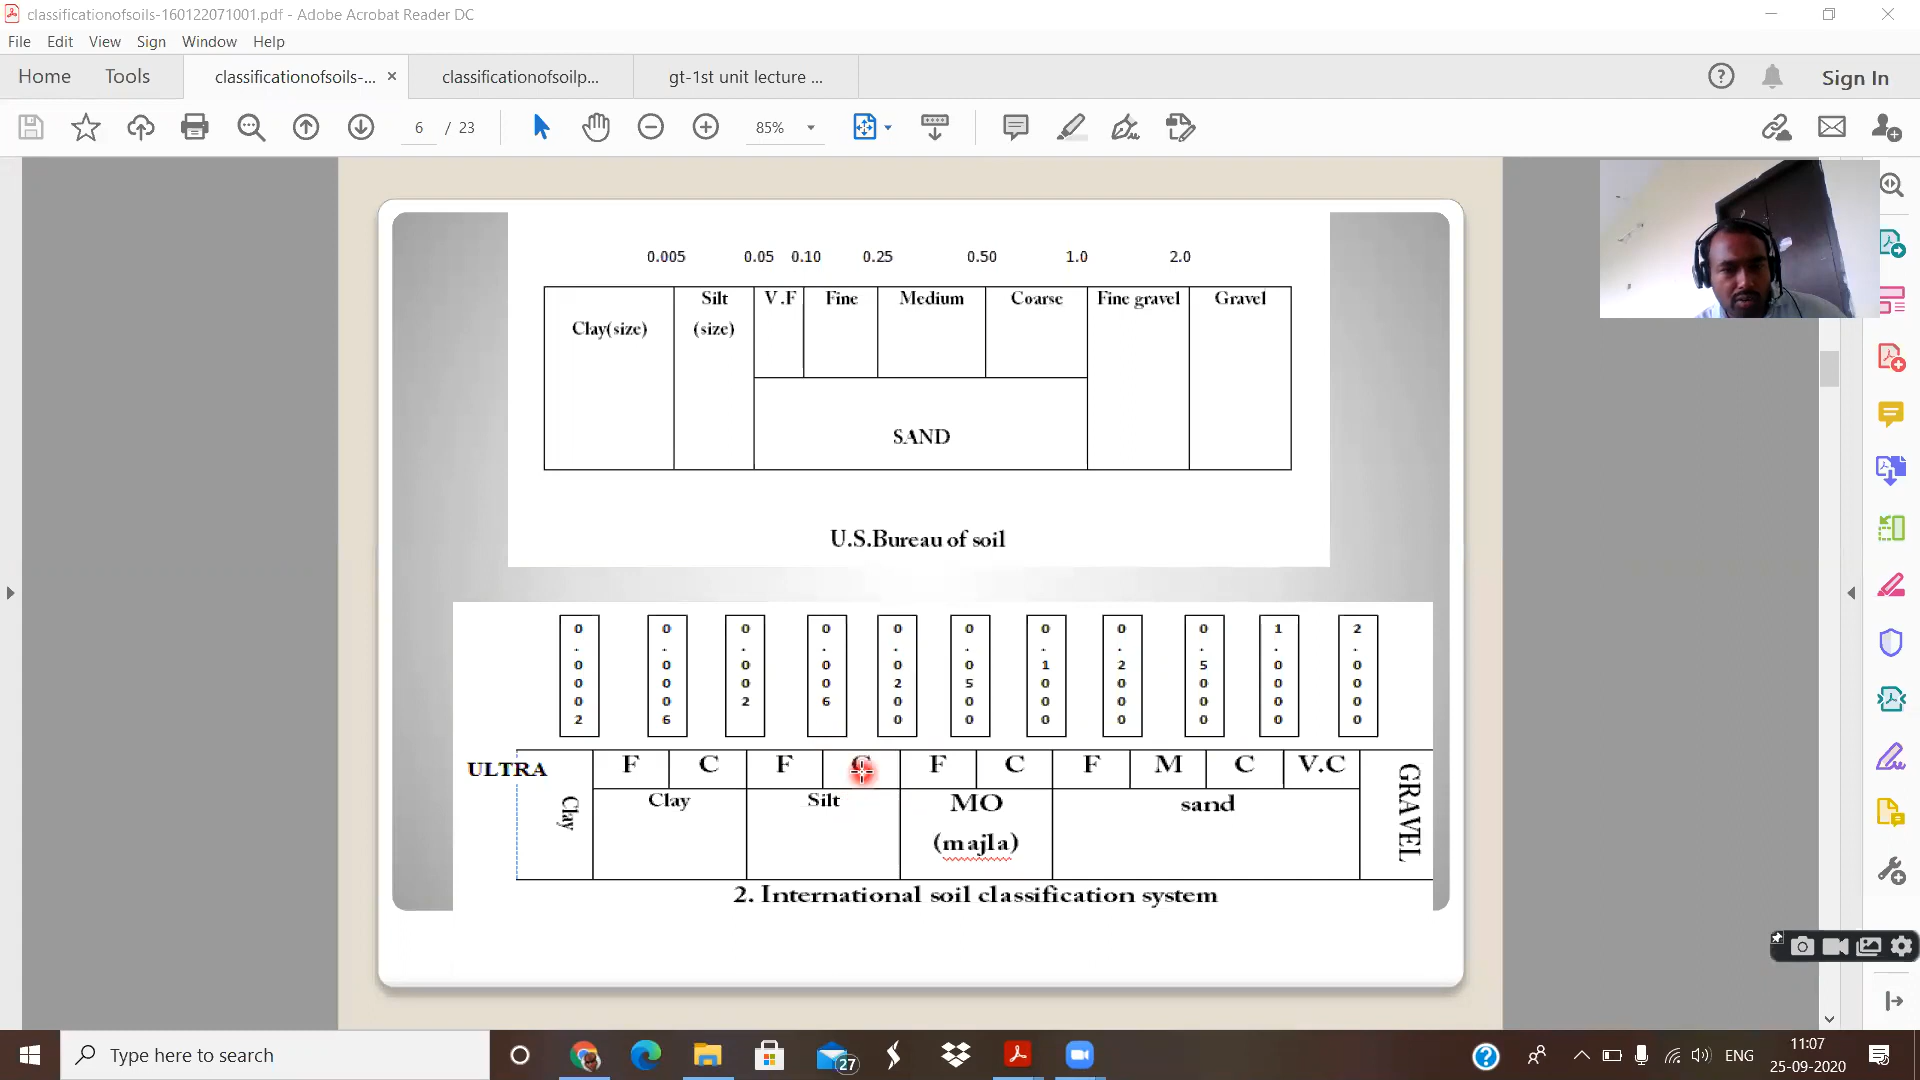 classificationofsoils-160122071001.pdf - Adobe Acrobat Reader DC
File Edit View Sign Window Help
Home Tools classificationofsoils-... × classificationofsoilp... gt-1st unit lecture ... Sign In
6 / 23 85%
0.005 0.05 0.10 0.25 0.50 1.0 2.0
Silt V.F Fine Medium Coarse Fine gravel Gravel
Clay(size) (size)
SAND
U.S.Bureau of soil
0.0002 0.0006 0.002 0.006 0.0200 0.0500 0.1000 0.2000 0.5000 1.0000 2.0000
ULTRA F C F C F C F M C V.C
Clay Clay Silt MO sand GRAVEL
(majla)
2. International soil classification system
Type here to search
27
ENG
11:07
25-09-2020